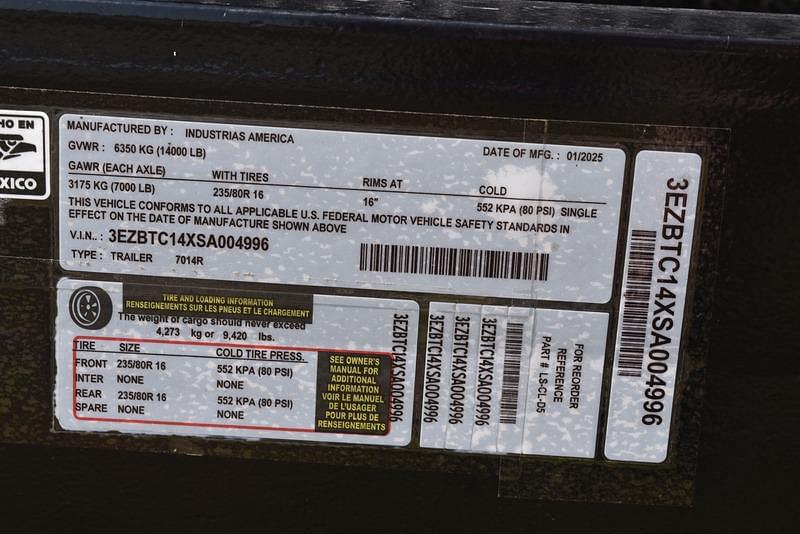 HO EN
XICO
MANUFACTURED BY : INDUSTRIAS AMERICA
GVWR : 6350 KG (14000 LB)
DATE OF MFG. : 01/2025
GAWR (EACH AXLE) WITH TIRES RIMS AT COLD
3175 KG (7000 LB) 235/80R 16 16" 552 KPA (80 PSI) SINGLE
THIS VEHICLE CONFORMS TO ALL APPLICABLE U.S. FEDERAL MOTOR VEHICLE SAFETY STANDARDS IN
EFFECT ON THE DATE OF MANUFACTURE SHOWN ABOVE
V.I.N.. : 3EZBTC14XSA004996
TYPE : TRAILER 7014R
TIRE AND LOADING INFORMATION
RENSEIGNEMENTS SUR LES PNEUS ET LE CHARGEMENT
The weight of cargo should never exceed
4,273 kg or 9,420 lbs.
TIRE SIZE COLD TIRE PRESS.
FRONT 235/80R 16 552 KPA (80 PSI)
INTER NONE NONE
REAR 235/80R 16 552 KPA (80 PSI)
SPARE NONE NONE
SEE OWNER'S
MANUAL FOR
ADDITIONAL
INFORMATION
VOIR LE MANUEL
DE L'USAGER
POUR PLUS DE
RENSEIGNEMENTS
3EZBTC14XSA004996
3EZBTC14XSA004996
3EZBTC14XSA004996
3EZBTC14XSA004996
FOR REORDER
REFERENCE
PART # LS-CL-D5
3EZBTC14XSA004996